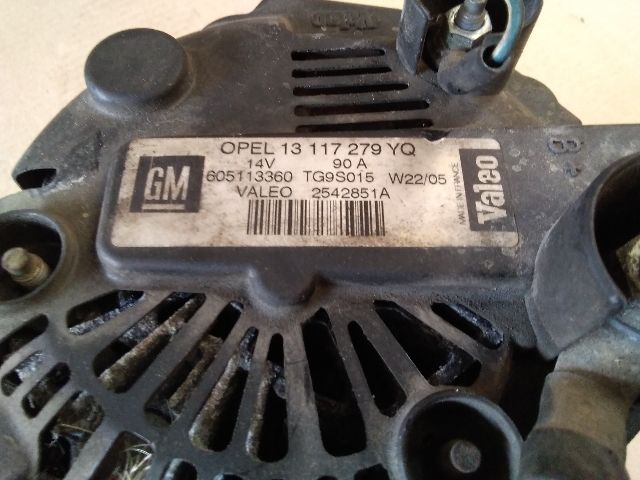 OPEL 13 117 279 YQ
14V 90 A
GM
605113360 TG9S015 W22/05
VALEO 2542851A
MADE IN FRANCE
Valeo
B+